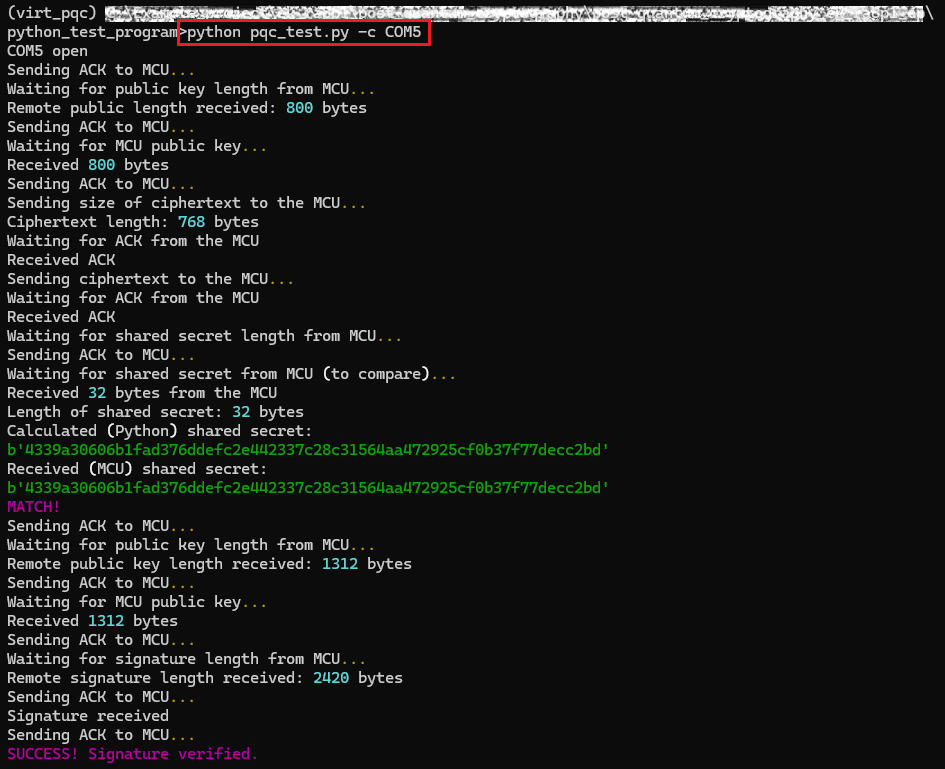 (virt_pqc) \
python_test_program>python pqc_test.py -c COM5
COM5 open
Sending ACK to MCU...
Waiting for public key length from MCU...
Remote public length received: 800 bytes
Sending ACK to MCU...
Waiting for MCU public key...
Received 800 bytes
Sending ACK to MCU...
Sending size of ciphertext to the MCU...
Ciphertext length: 768 bytes
Waiting for ACK from the MCU
Received ACK
Sending ciphertext to the MCU...
Waiting for ACK from the MCU
Received ACK
Waiting for shared secret length from MCU...
Sending ACK to MCU...
Waiting for shared secret from MCU (to compare)...
Received 32 bytes from the MCU
Length of shared secret: 32 bytes
Calculated (Python) shared secret:
b'4339a30606b1fad376ddefc2e442337c28c31564aa472925cf0b37f77decc2bd'
Received (MCU) shared secret:
b'4339a30606b1fad376ddefc2e442337c28c31564aa472925cf0b37f77decc2bd'
MATCH!
Sending ACK to MCU...
Waiting for public key length from MCU...
Remote public key length received: 1312 bytes
Sending ACK to MCU...
Waiting for MCU public key...
Received 1312 bytes
Sending ACK to MCU...
Waiting for signature length from MCU...
Remote signature length received: 2420 bytes
Sending ACK to MCU...
Signature received
Sending ACK to MCU...
SUCCESS! Signature verified.